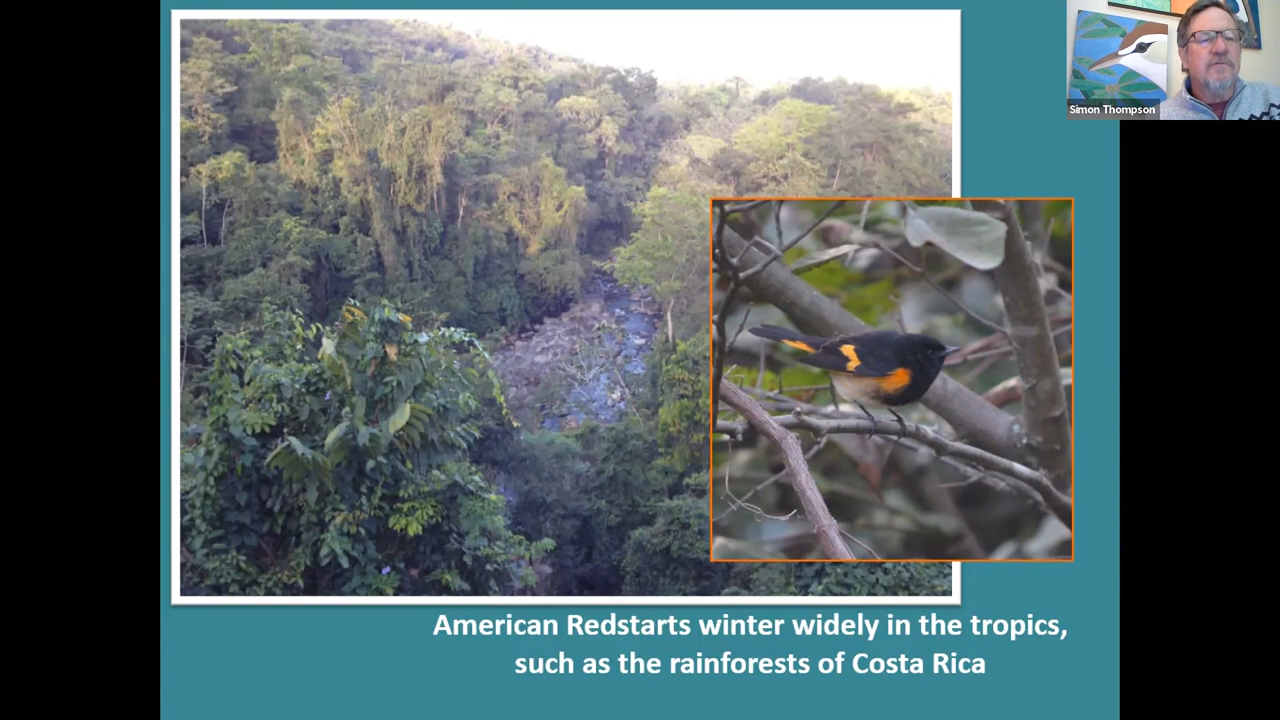 Simon Thompson
American Redstarts winter widely in the tropics,
such as the rainforests of Costa Rica